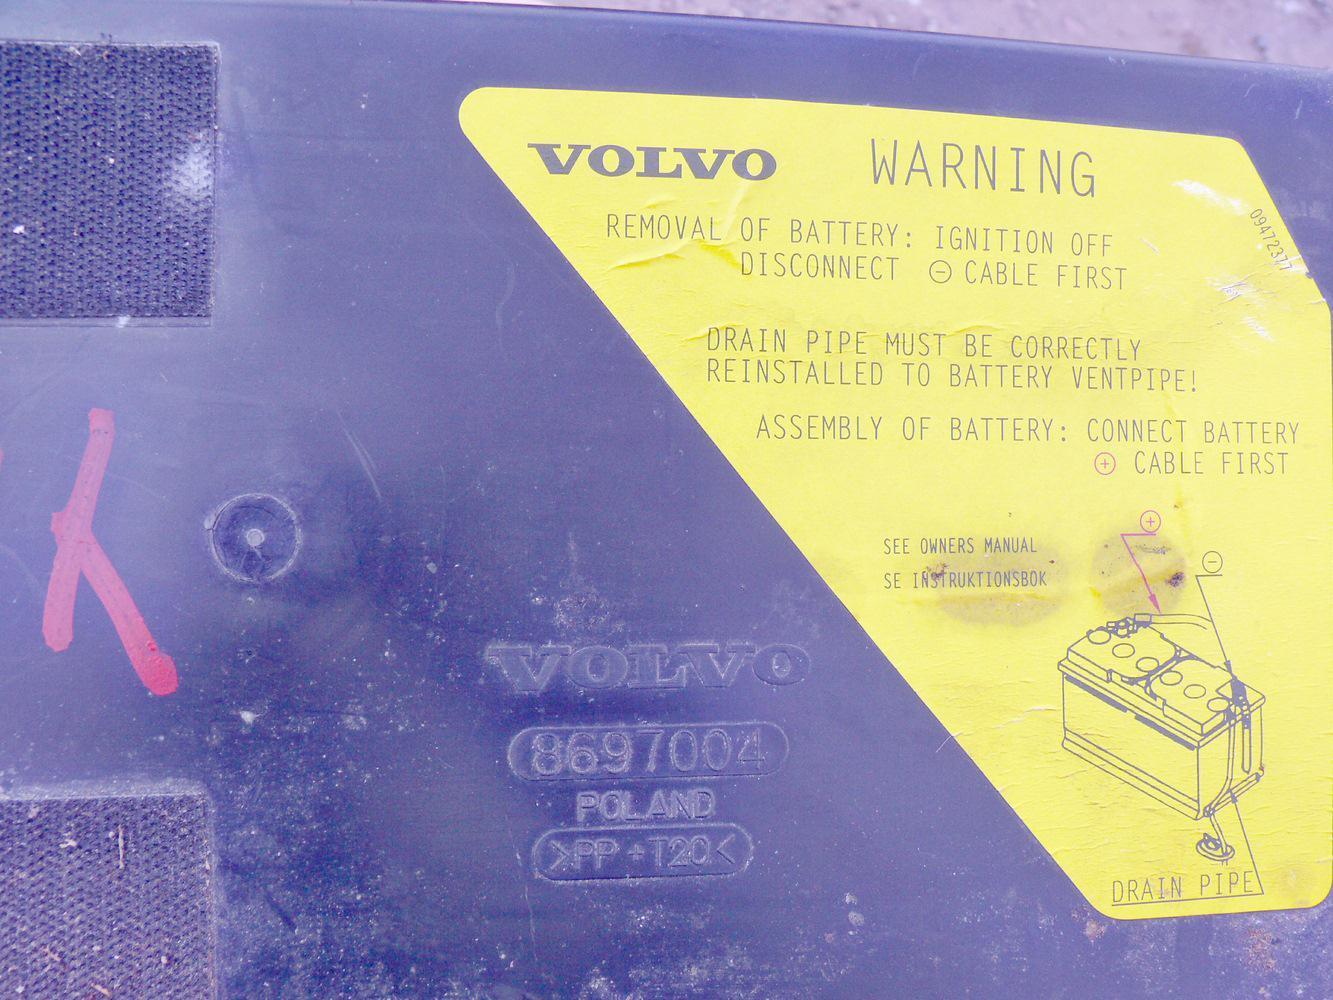 VOLVO WARNING
REMOVAL OF BATTERY: IGNITION OFF
DISCONNECT ⊖ CABLE FIRST
09472377
DRAIN PIPE MUST BE CORRECTLY
REINSTALLED TO BATTERY VENTPIPE!
ASSEMBLY OF BATTERY: CONNECT BATTERY
⊕ CABLE FIRST
SEE OWNERS MANUAL
SE INSTRUKTIONSBOK
⊕
⊖
DRAIN PIPE
VOLVO
8697004
POLAND
>PP+T20<